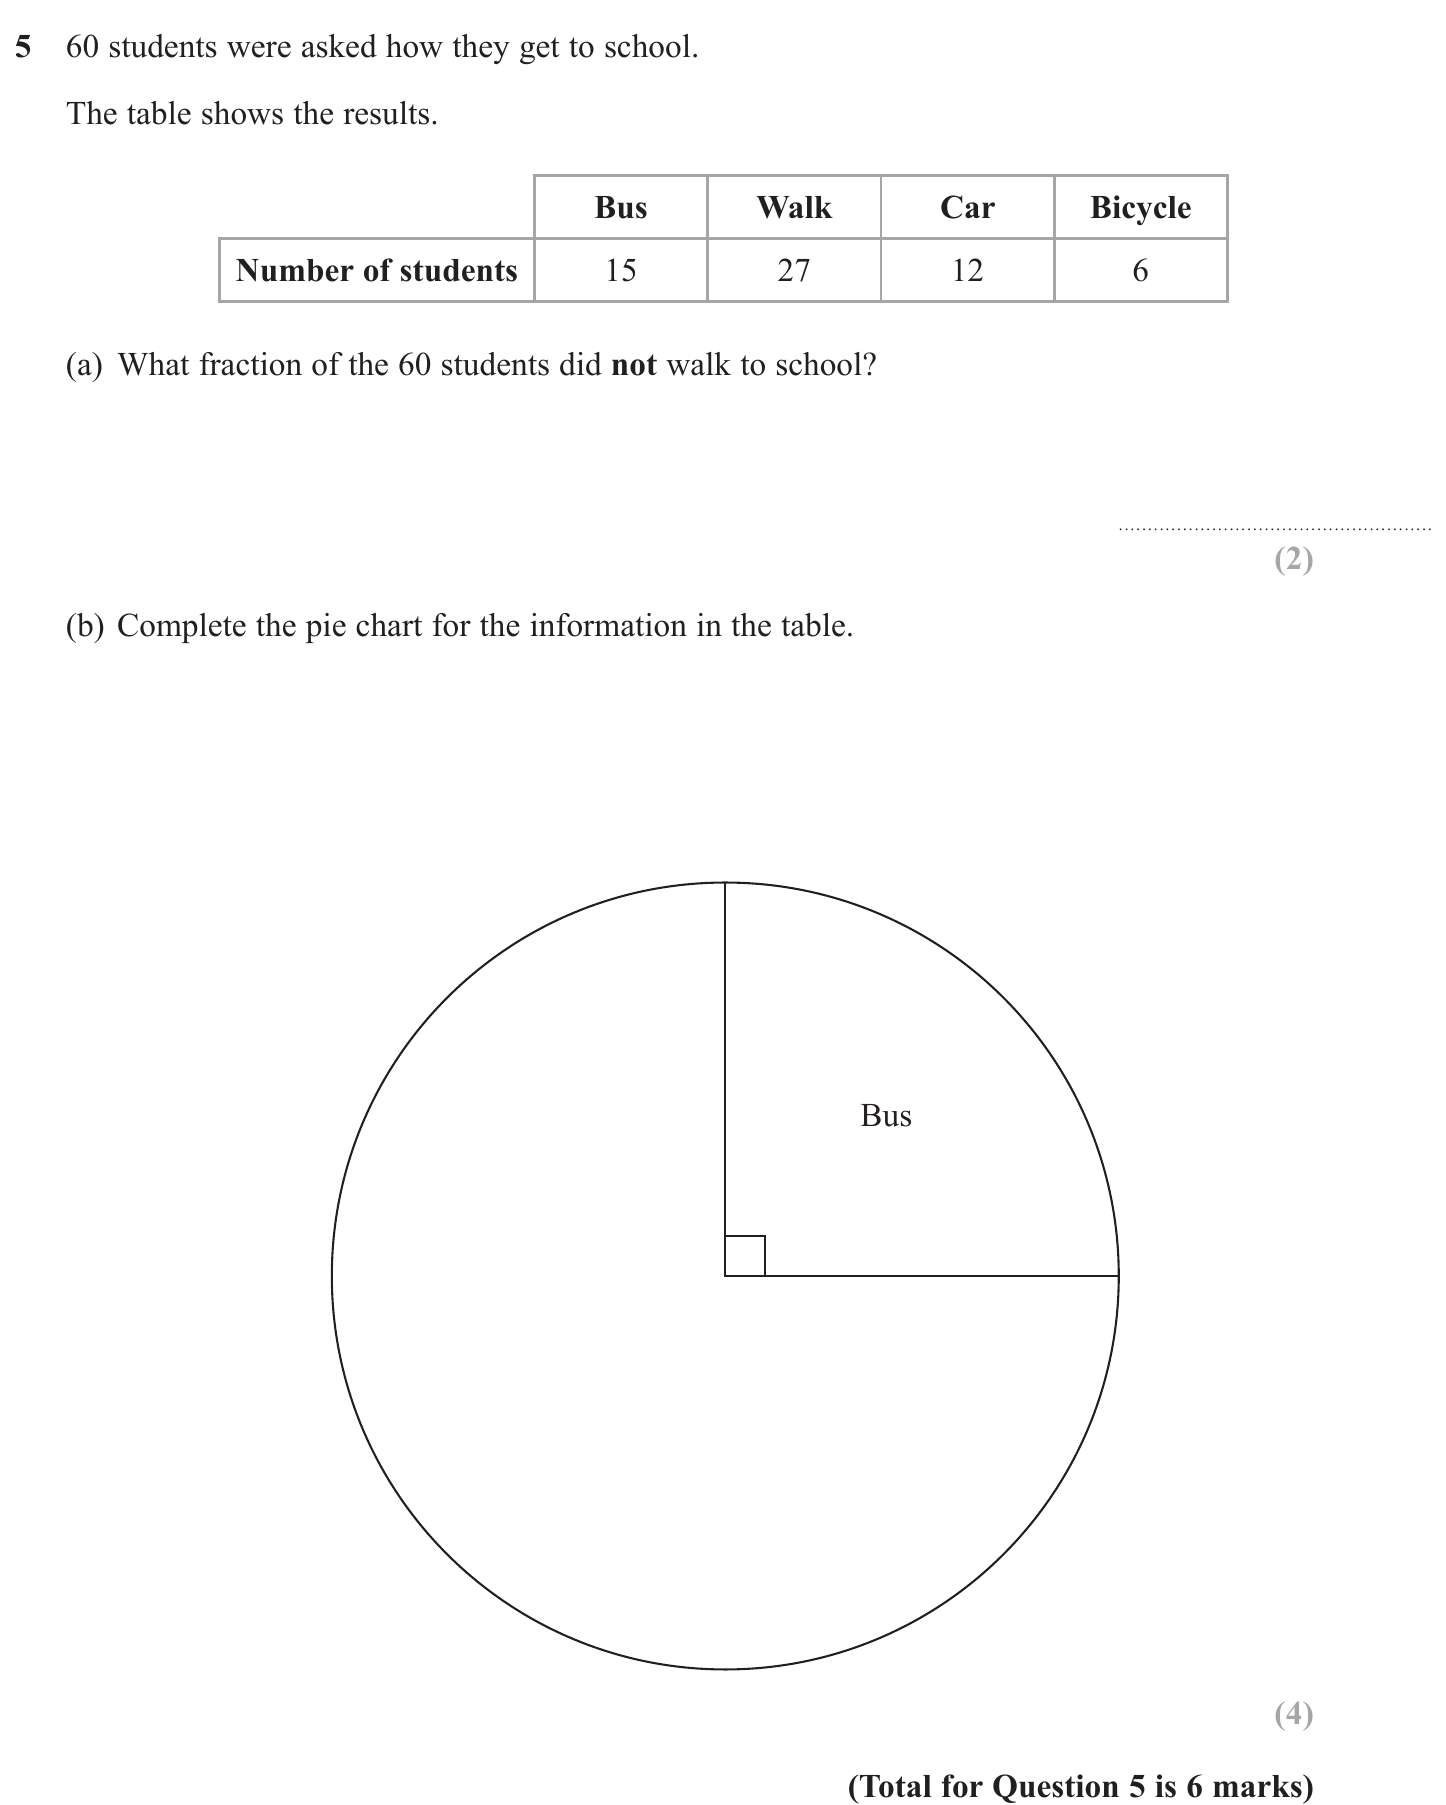 5 60 students were asked how they get to school.
The table shows the results.
Bus Walk Car Bicycle
Number of students 15 27 12 6
(a) What fraction of the 60 students did not walk to school?
(2)
(b) Complete the pie chart for the information in the table.
Bus
(4)
(Total for Question 5 is 6 marks)